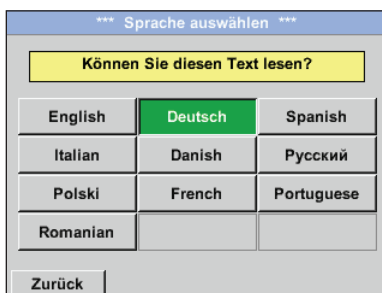 *** Sprache auswählen ***
Können Sie diesen Text lesen?
English Deutsch Spanish
Italian Danish Русский
Polski French Portuguese
Romanian
Zurück